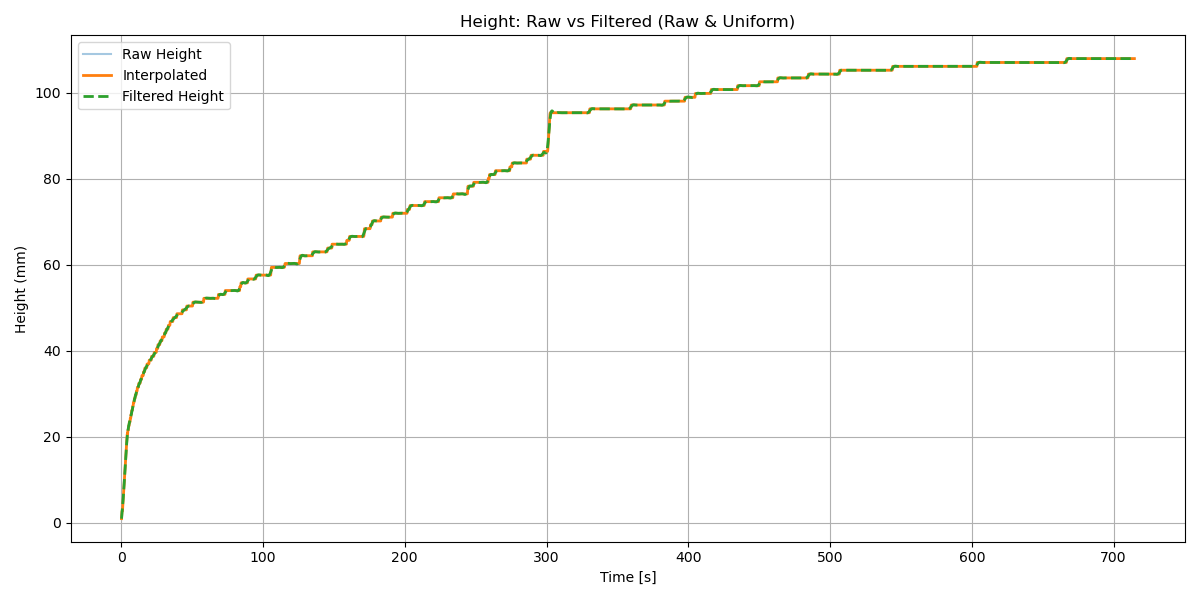 Height: Raw vs Filtered (Raw & Uniform)
Raw Height
Interpolated
Filtered Height
Height (mm)
100
80
60
40
20
0
0 100 200 300 400 500 600 700
Time [s]